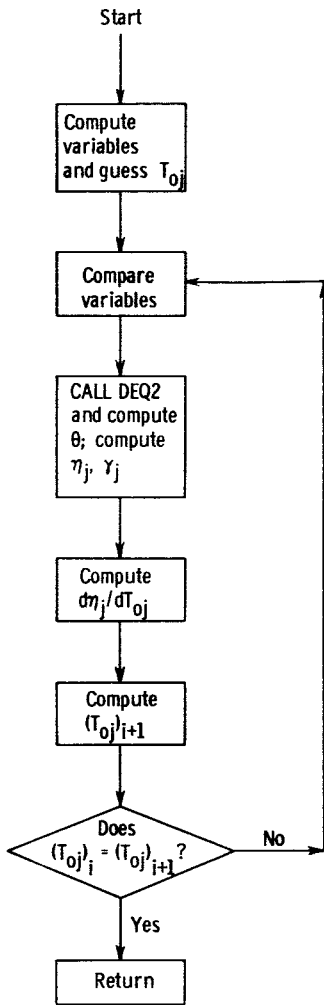 Start
Compute
variables
and guess T_oj
Compare
variables
CALL DEQ2
and compute
θ; compute
η_j, γ_j
Compute
dη_j/dT_oj
Compute
(T_oj)_i+1
Does
(T_oj)_i = (T_oj)_i+1?
No
Yes
Return